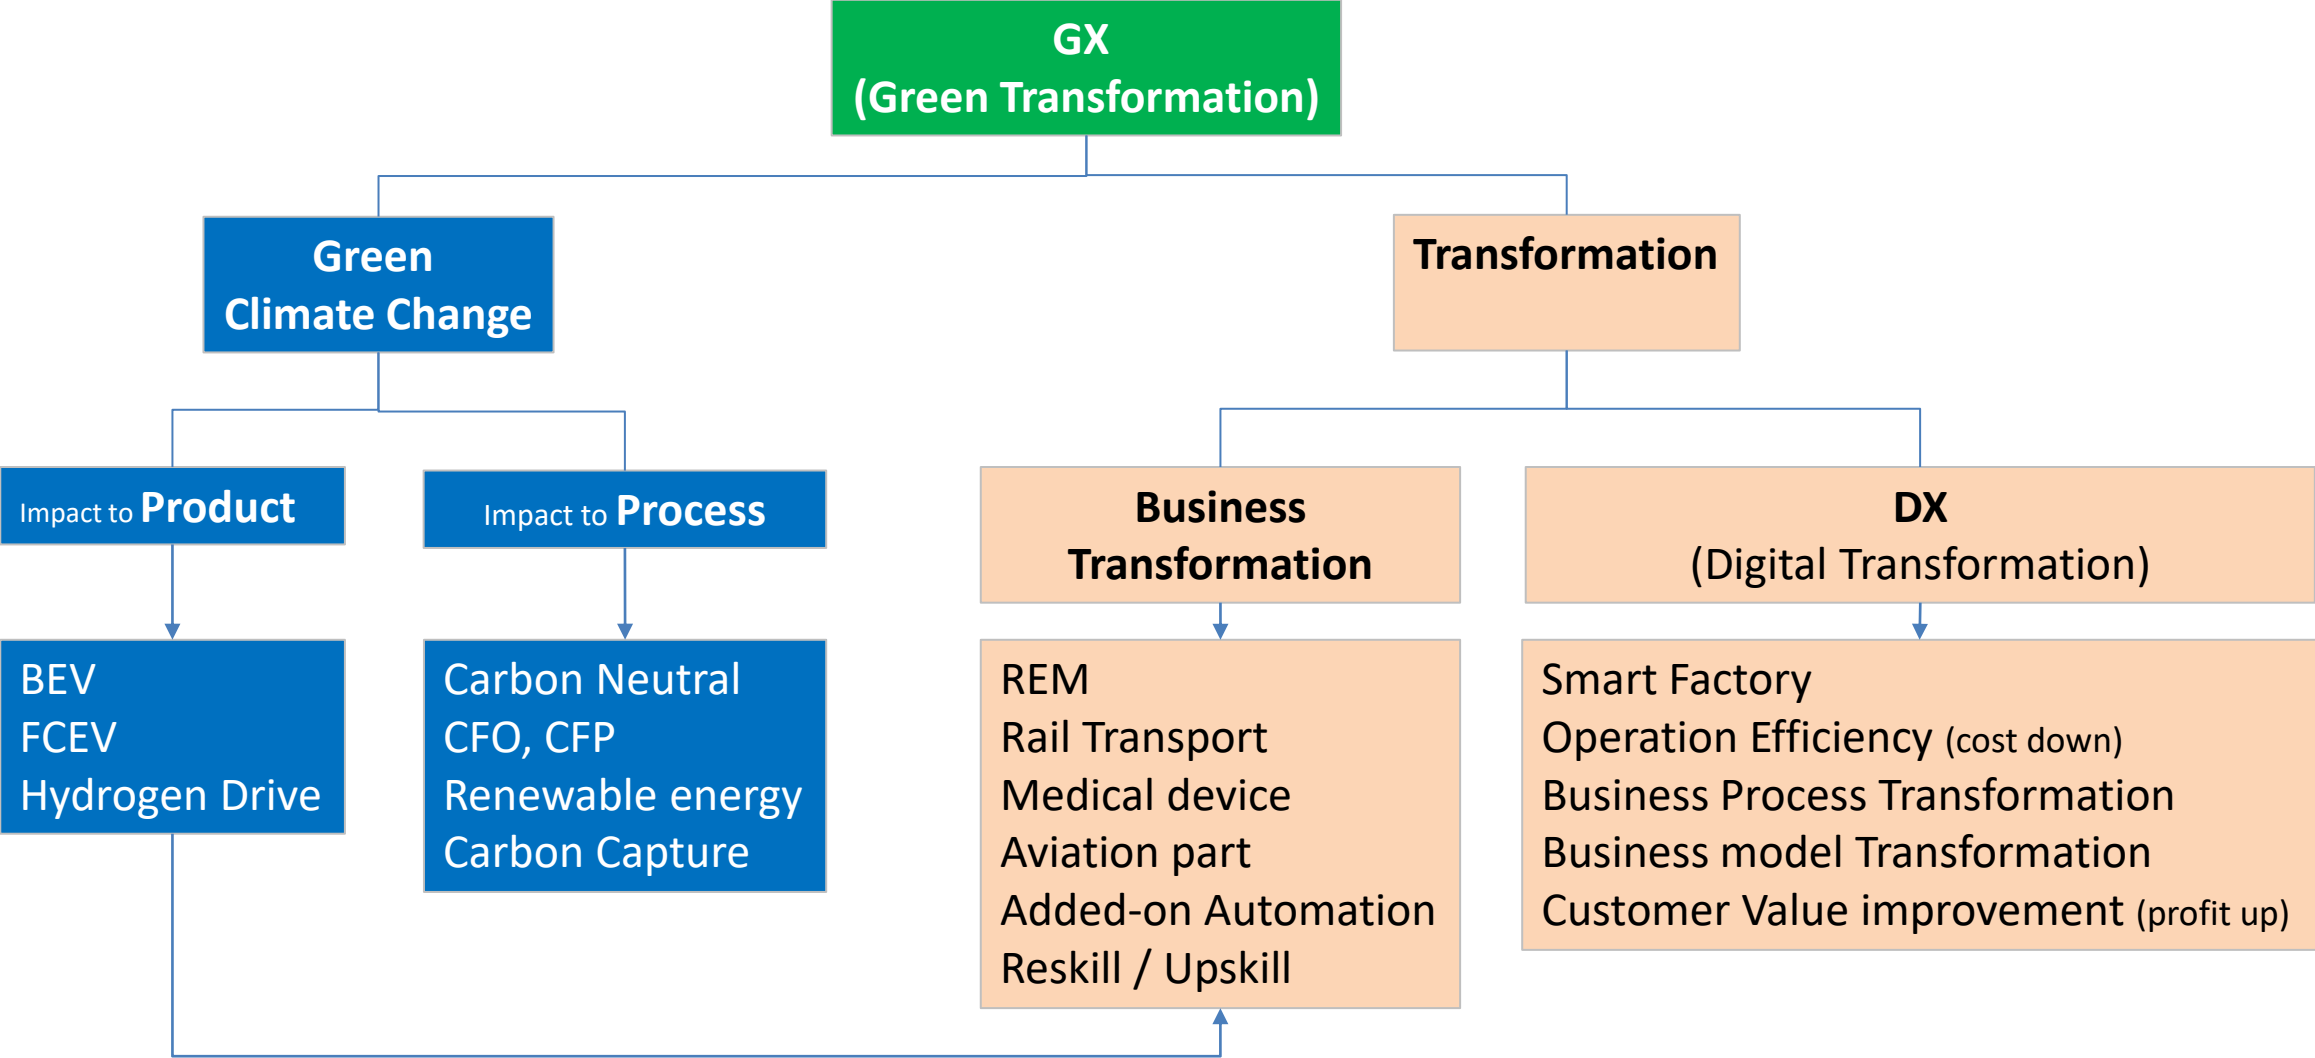 GX
(Green Transformation)
Green
Climate Change
Transformation
Impact to Product
Impact to Process
Business
Transformation
DX
(Digital Transformation)
BEV
FCEV
Hydrogen Drive
Carbon Neutral
CFO, CFP
Renewable energy
Carbon Capture
REM
Rail Transport
Medical device
Aviation part
Added-on Automation
Reskill / Upskill
Smart Factory
Operation Efficiency (cost down)
Business Process Transformation
Business model Transformation
Customer Value improvement (profit up)